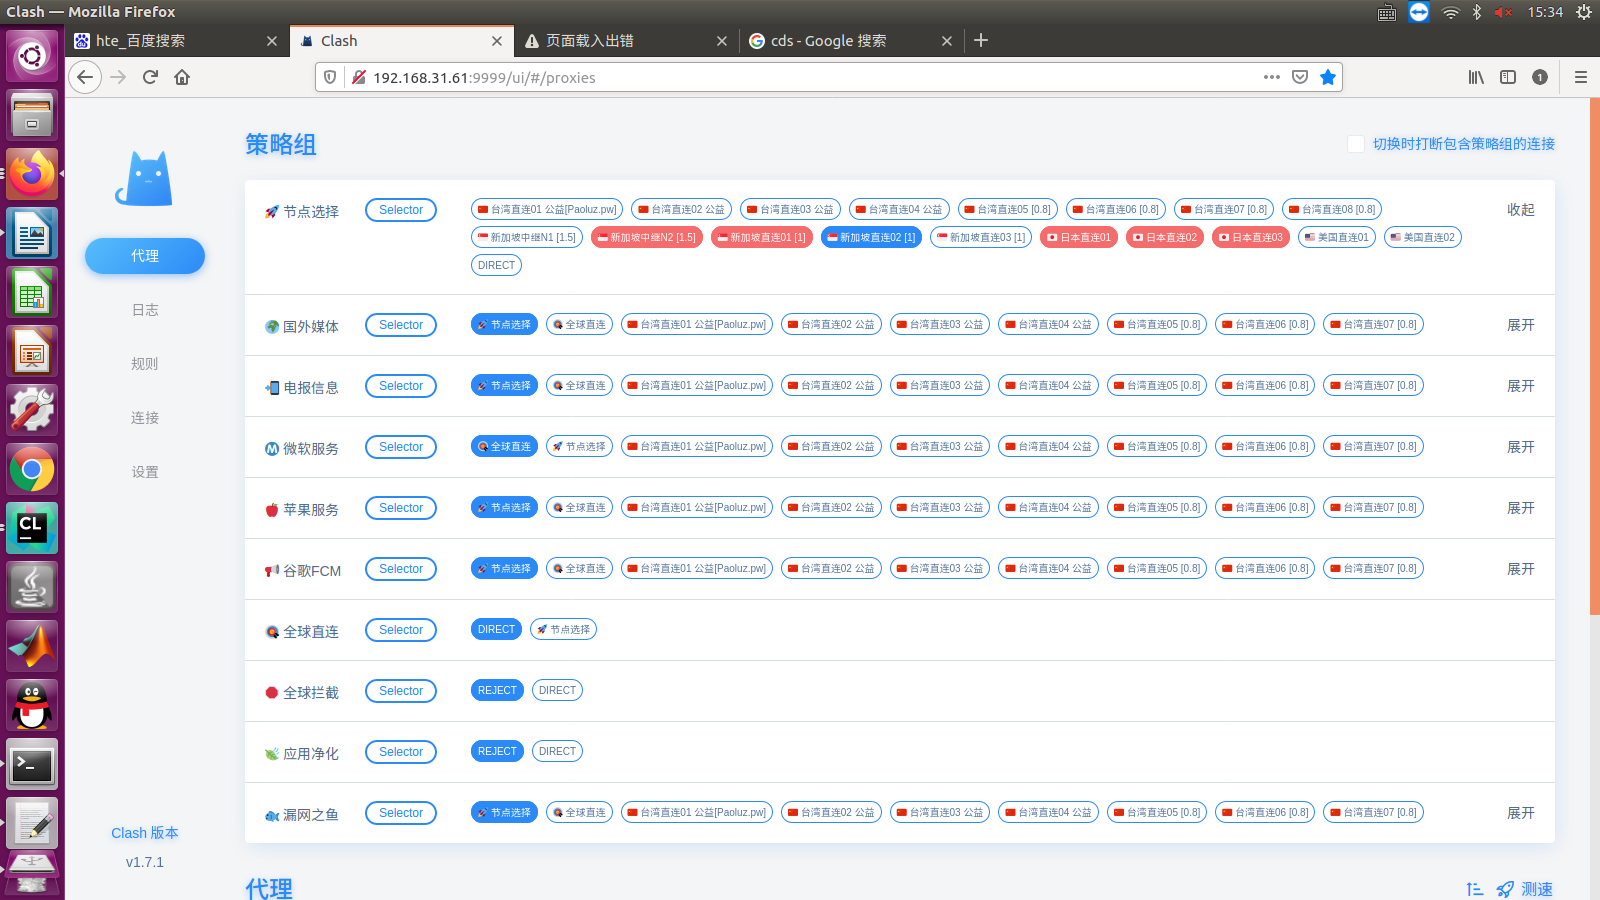 Clash — Mozilla Firefox
15:34
hte_百度搜索
Clash
页面载入出错
cds - Google 搜索
192.168.31.61:9999/ui/#/proxies
1
策略组
切换时打断包含策略组的连接
节点选择 Selector 台湾直连01 公益[Paoluz.pw] 台湾直连02 公益 台湾直连03 公益 台湾直连04 公益 台湾直连05 [0.8] 台湾直连06 [0.8] 台湾直连07 [0.8] 台湾直连08 [0.8] 收起
新加坡中继N1 [1.5] 新加坡中继N2 [1.5] 新加坡直连01 [1] 新加坡直连02 [1] 新加坡直连03 [1] 日本直连01 日本直连02 日本直连03 美国直连01 美国直连02
DIRECT
国外媒体 Selector 节点选择 全球直连 台湾直连01 公益[Paoluz.pw] 台湾直连02 公益 台湾直连03 公益 台湾直连04 公益 台湾直连05 [0.8] 台湾直连06 [0.8] 台湾直连07 [0.8] 展开
电报信息 Selector 节点选择 全球直连 台湾直连01 公益[Paoluz.pw] 台湾直连02 公益 台湾直连03 公益 台湾直连04 公益 台湾直连05 [0.8] 台湾直连06 [0.8] 台湾直连07 [0.8] 展开
微软服务 Selector 全球直连 节点选择 台湾直连01 公益[Paoluz.pw] 台湾直连02 公益 台湾直连03 公益 台湾直连04 公益 台湾直连05 [0.8] 台湾直连06 [0.8] 台湾直连07 [0.8] 展开
苹果服务 Selector 节点选择 全球直连 台湾直连01 公益[Paoluz.pw] 台湾直连02 公益 台湾直连03 公益 台湾直连04 公益 台湾直连05 [0.8] 台湾直连06 [0.8] 台湾直连07 [0.8] 展开
谷歌FCM Selector 节点选择 全球直连 台湾直连01 公益[Paoluz.pw] 台湾直连02 公益 台湾直连03 公益 台湾直连04 公益 台湾直连05 [0.8] 台湾直连06 [0.8] 台湾直连07 [0.8] 展开
全球直连 Selector DIRECT 节点选择
全球拦截 Selector REJECT DIRECT
应用净化 Selector REJECT DIRECT
漏网之鱼 Selector 节点选择 全球直连 台湾直连01 公益[Paoluz.pw] 台湾直连02 公益 台湾直连03 公益 台湾直连04 公益 台湾直连05 [0.8] 台湾直连06 [0.8] 台湾直连07 [0.8] 展开
代理
测速
代理
日志
规则
连接
设置
Clash 版本
v1.7.1
CL